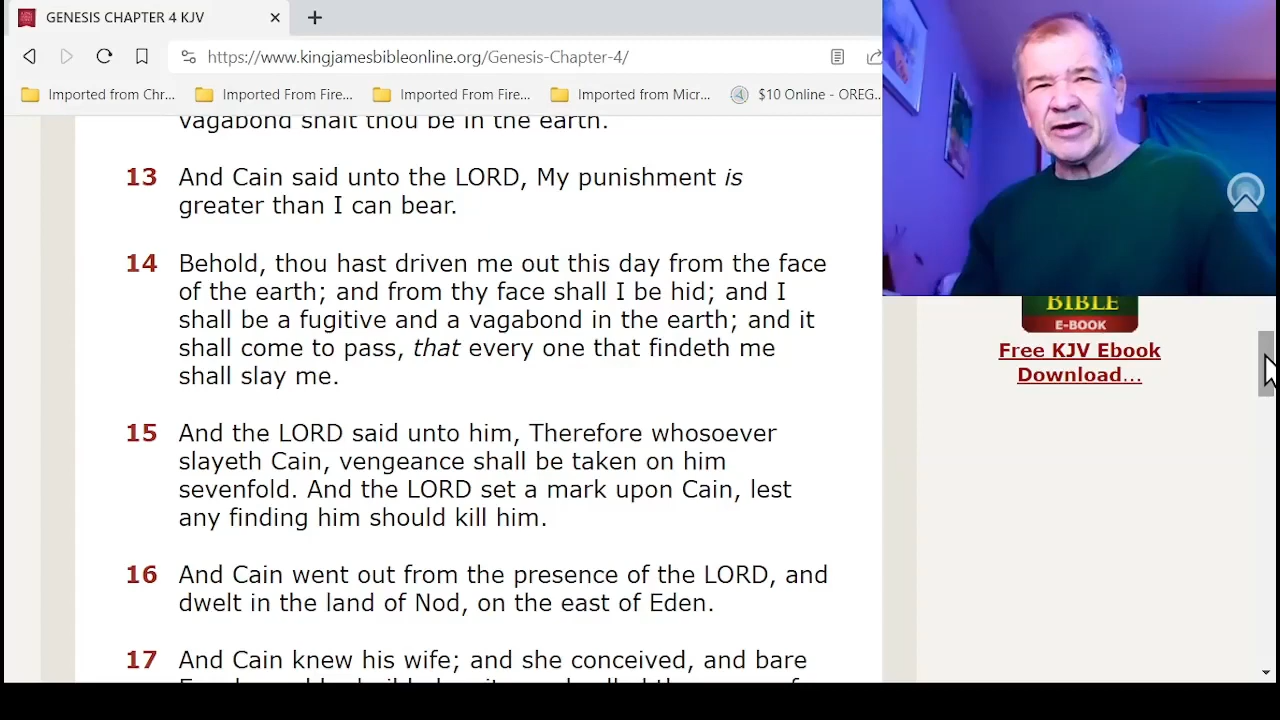 GENESIS CHAPTER 4 KJV
https://www.kingjamesbibleonline.org/Genesis-Chapter-4/
Imported from Chr... Imported From Fire... Imported From Fire... Imported from Micr... $10 Online - OREG...
vagabond shalt thou be in the earth.
13 And Cain said unto the LORD, My punishment is
greater than I can bear.
14 Behold, thou hast driven me out this day from the face
of the earth; and from thy face shall I be hid; and I
shall be a fugitive and a vagabond in the earth; and it
shall come to pass, that every one that findeth me
shall slay me.
15 And the LORD said unto him, Therefore whosoever
slayeth Cain, vengeance shall be taken on him
sevenfold. And the LORD set a mark upon Cain, lest
any finding him should kill him.
16 And Cain went out from the presence of the LORD, and
dwelt in the land of Nod, on the east of Eden.
17 And Cain knew his wife; and she conceived, and bare
BIBLE
E-BOOK
Free KJV Ebook
Download...